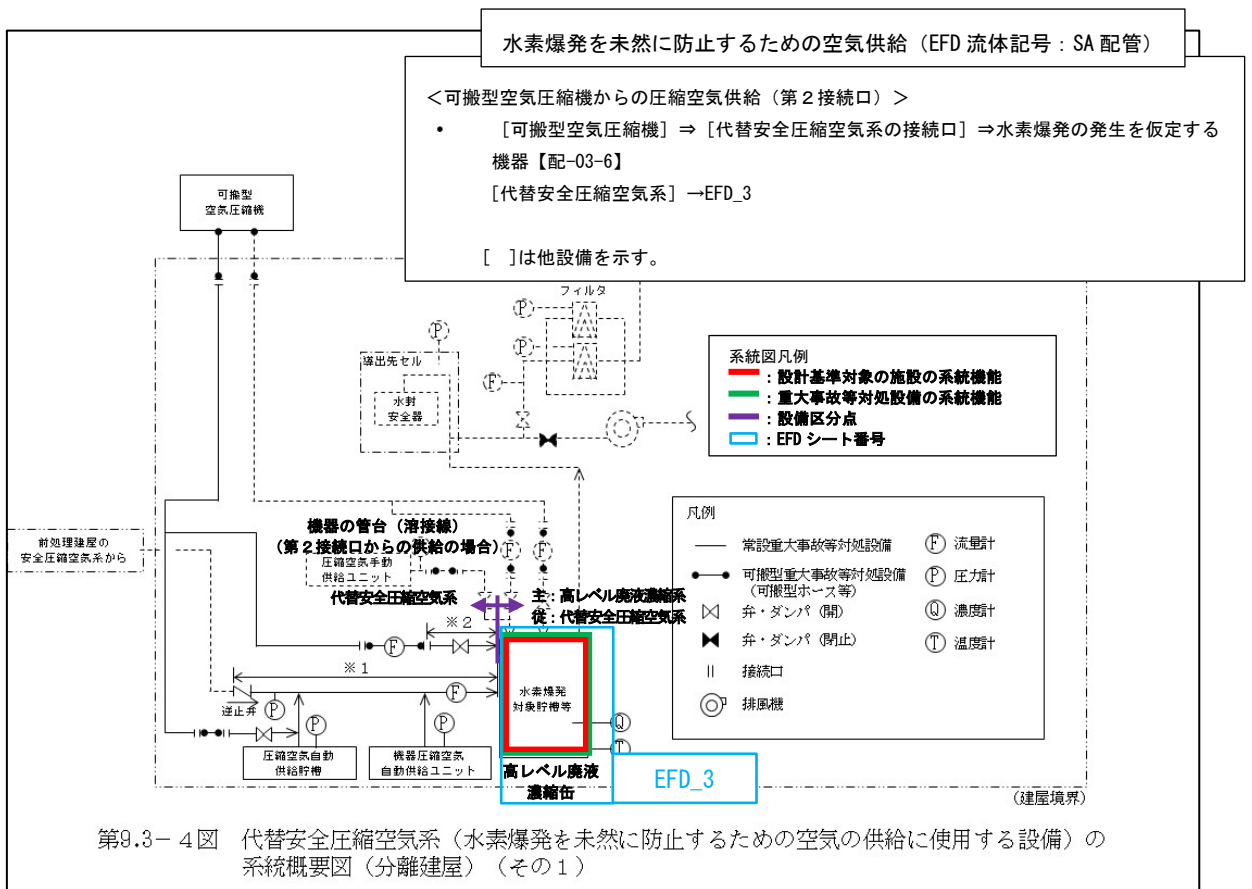 水素爆発を未然に防止するための空気供給（EFD 流体記号：SA 配管）
＜可搬型空気圧縮機からの圧縮空気供給（第２接続口）＞
• ［可搬型空気圧縮機］⇒［代替安全圧縮空気系の接続口］⇒水素爆発の発生を仮定する
機器【配-03-6】
［代替安全圧縮空気系］→EFD_3
［　］は他設備を示す。
可搬型
空気圧縮機
フィルタ
P
P
P
F
導出先セル
水封
安全器
系統図凡例
：設計基準対象の施設の系統機能
：重大事故等対処設備の系統機能
：設備区分点
：EFD シート番号
前処理建屋の
安全圧縮空気系から
機器の管台（溶接線）
（第２接続口からの供給の場合）
圧縮空気手動
供給ユニット
代替安全圧縮空気系
F
F
主：高レベル廃液濃縮系
従：代替安全圧縮空気系
※２
F
※１
逆止弁
P
P
F
P
水素爆発
対象貯槽等
Q
T
圧縮空気自動
供給貯槽
機器圧縮空気
自動供給ユニット
高レベル廃液
濃縮缶
EFD_3
凡例
常設重大事故等対処設備
可搬型重大事故等対処設備
（可搬型ホース等）
弁・ダンパ（開）
弁・ダンパ（閉止）
接続口
排風機
F 流量計
P 圧力計
Q 濃度計
T 温度計
（建屋境界）
第9.3－４図　代替安全圧縮空気系（水素爆発を未然に防止するための空気の供給に使用する設備）の
系統概要図（分離建屋）（その１）